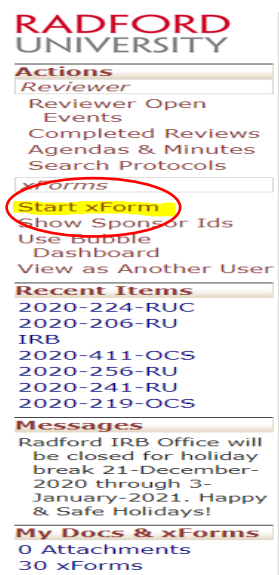 RADFORD
UNIVERSITY
Actions
Reviewer
Reviewer Open
Events
Completed Reviews
Agendas & Minutes
Search Protocols
xForms
Start xForm
Show Sponsor Ids
Use Bubble
Dashboard
View as Another User
Recent Items
2020-224-RUC
2020-206-RU
IRB
2020-411-OCS
2020-256-RU
2020-241-RU
2020-219-OCS
Messages
Radford IRB Office will
be closed for holiday
break 21-December-
2020 through 3-
January-2021. Happy
& Safe Holidays!
My Docs & xForms
0 Attachments
30 xForms